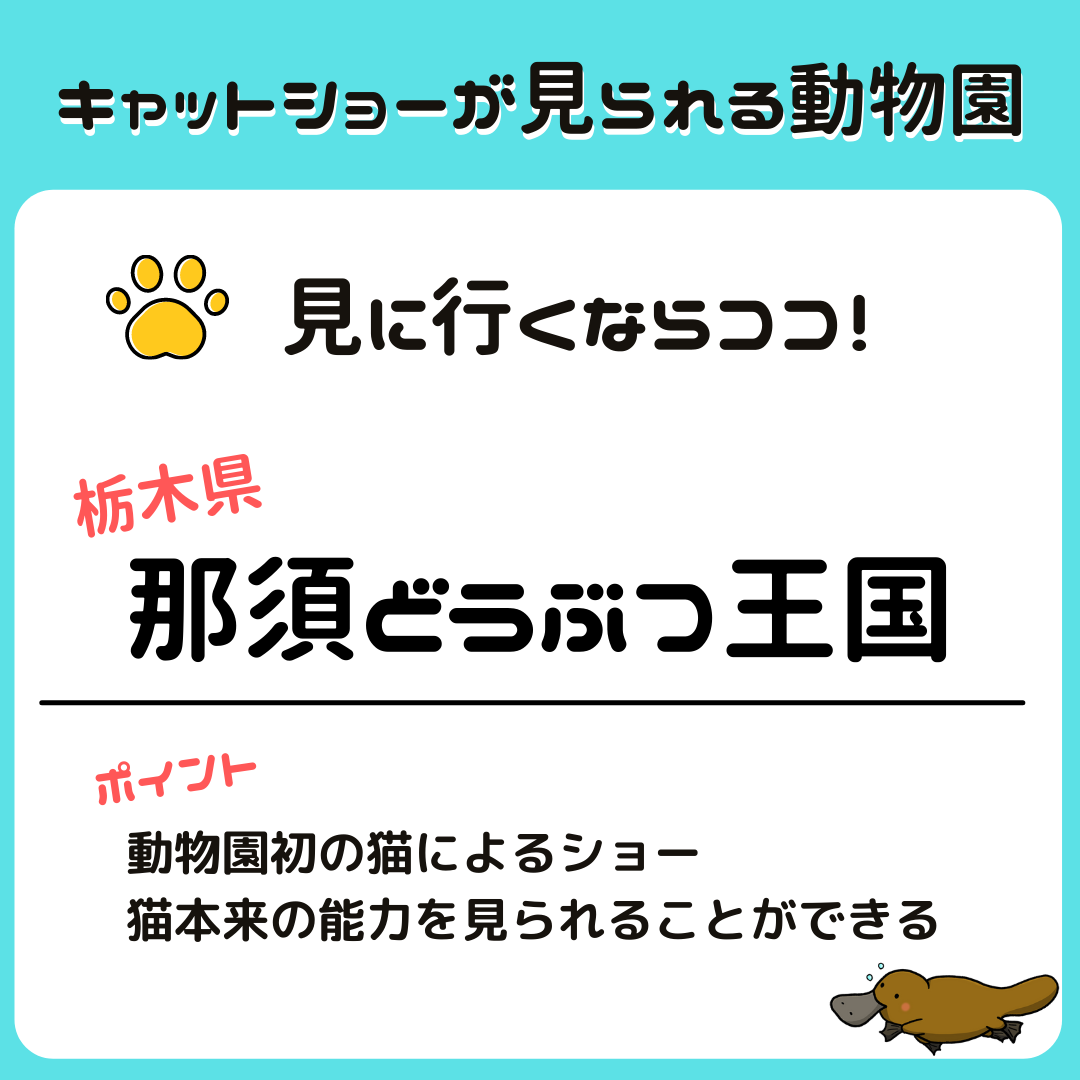 キャットショーが見られる動物園
見に行くならココ!
栃木県
那須どうぶつ王国
ポイント
動物園初の猫によるショー
猫本来の能力を見られることができる